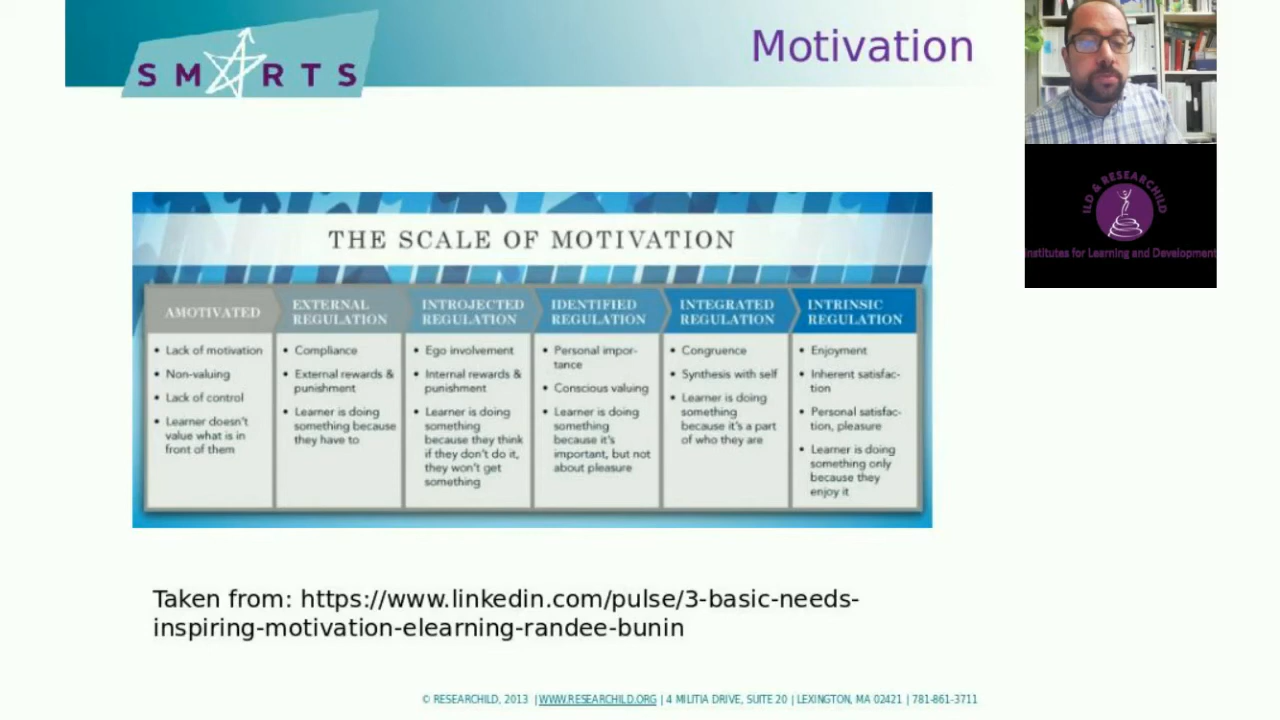 SMARTS
Motivation
ILD & RESEARCHILD
Institutes for Learning and Development
THE SCALE OF MOTIVATION
AMOTIVATED
• Lack of motivation
• Non-valuing
• Lack of control
• Learner doesn't
value what is in
front of them
EXTERNAL
REGULATION
• Compliance
• External rewards &
punishment
• Learner is doing
something because
they have to
INTROJECTED
REGULATION
• Ego involvement
• Internal rewards &
punishment
• Learner is doing
something
because they think
if they don't do it,
they won't get
something
IDENTIFIED
REGULATION
• Personal impor-
tance
• Conscious valuing
• Learner is doing
something
because it's
important, but not
about pleasure
INTEGRATED
REGULATION
• Congruence
• Synthesis with self
• Learner is doing
something
because it's a part
of who they are
INTRINSIC
REGULATION
• Enjoyment
• Inherent satisfac-
tion
• Personal satisfac-
tion, pleasure
• Learner is doing
something only
because they
enjoy it
Taken from: https://www.linkedin.com/pulse/3-basic-needs-
inspiring-motivation-elearning-randee-bunin
© RESEARCHILD, 2013 | WWW.RESEARCHILD.ORG | 4 MILITIA DRIVE, SUITE 20 | LEXINGTON, MA 02421 | 781-861-3711